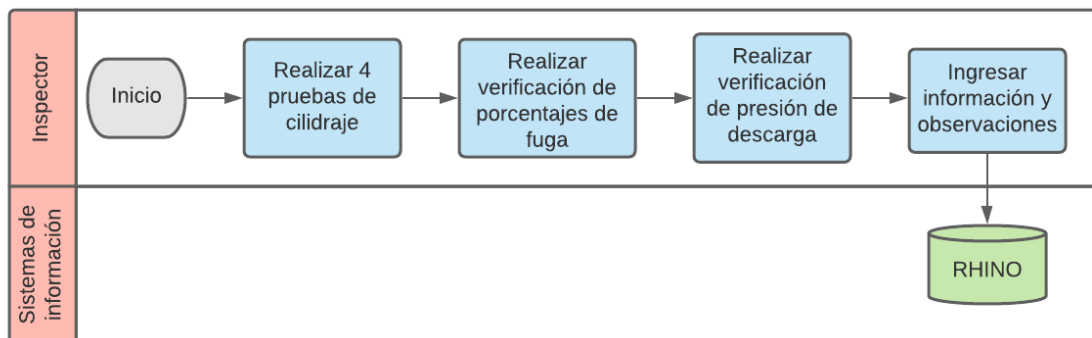 Inspector
Inicio
Realizar 4
pruebas de
cilidraje
Realizar
verificación de
porcentajes de
fuga
Realizar
verificación
de presión de
descarga
Ingresar
información y
observaciones
Sistemas de
información
RHINO